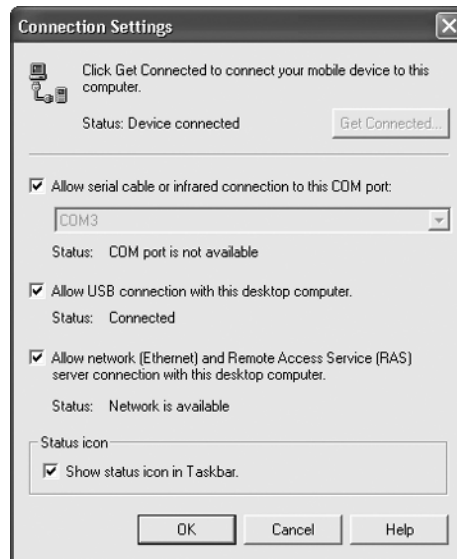 Connection Settings
Click Get Connected to connect your mobile device to this
computer.
Status: Device connected
Get Connected...
Allow serial cable or infrared connection to this COM port:
COM3
Status: COM port is not available
Allow USB connection with this desktop computer.
Status: Connected
Allow network (Ethernet) and Remote Access Service (RAS)
server connection with this desktop computer.
Status: Network is available
Status icon
Show status icon in Taskbar.
OK Cancel Help